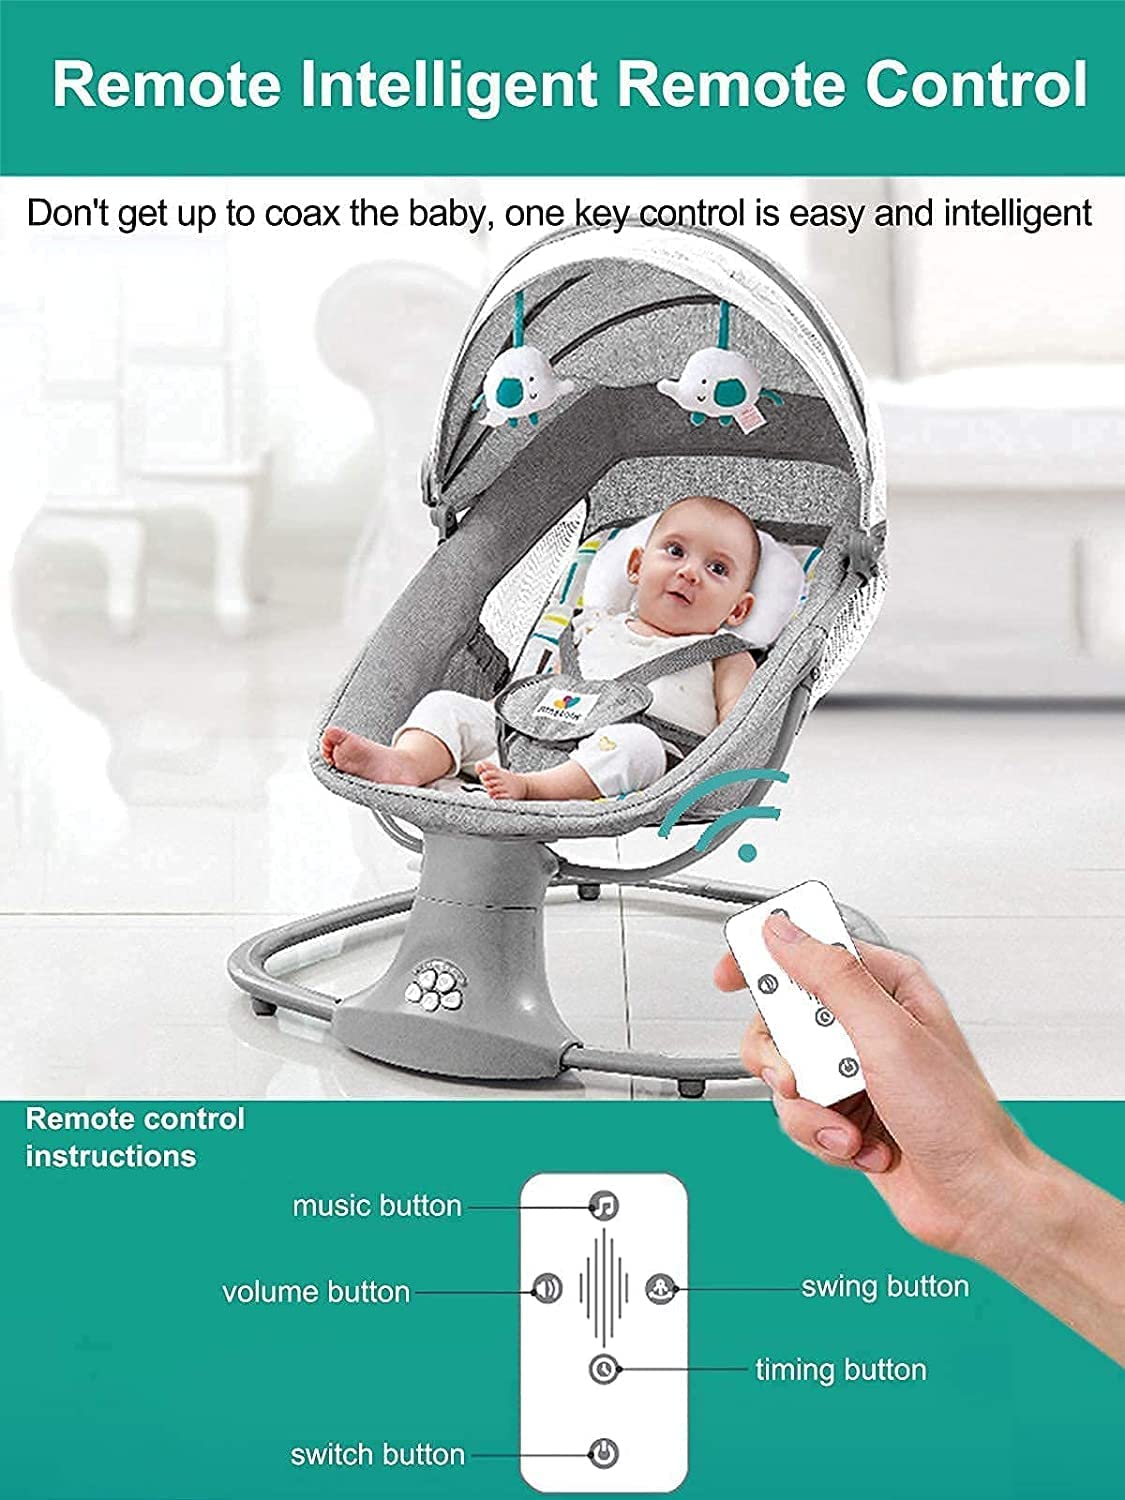 Remote Intelligent Remote Control
Don't get up to coax the baby, one key control is easy and intelligent
Remote control
instructions
music button
volume button
swing button
timing button
switch button